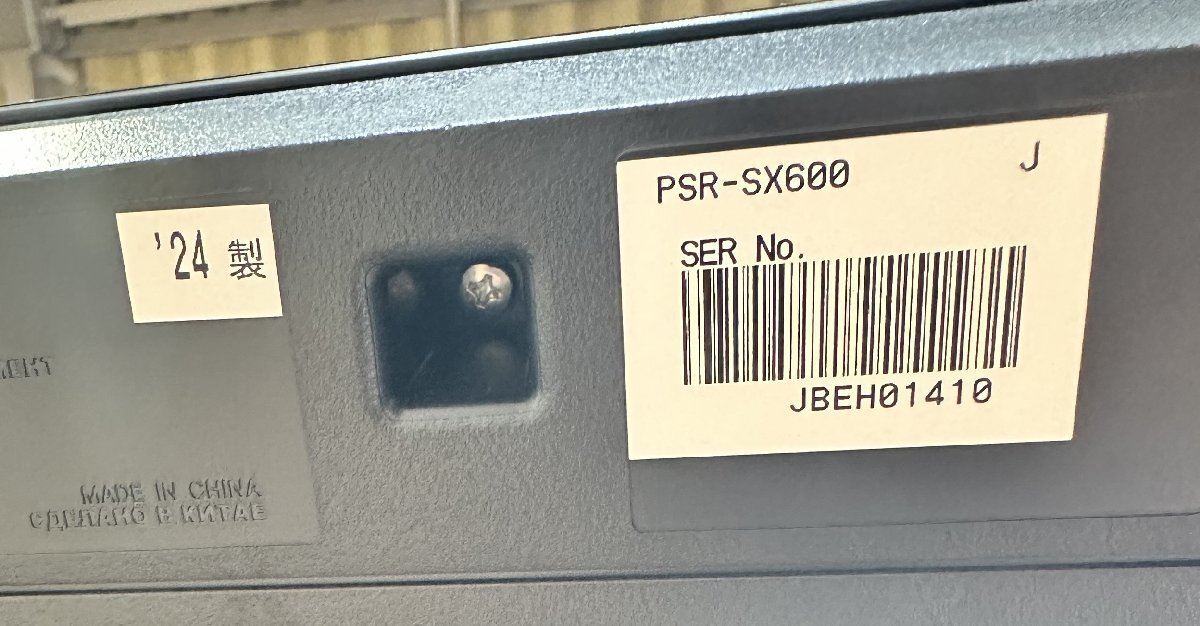 '24 製
MADE IN CHINA
СДЕЛАНО В КИТАЕ
PSR-SX600 J
SER No.
JBEH01410